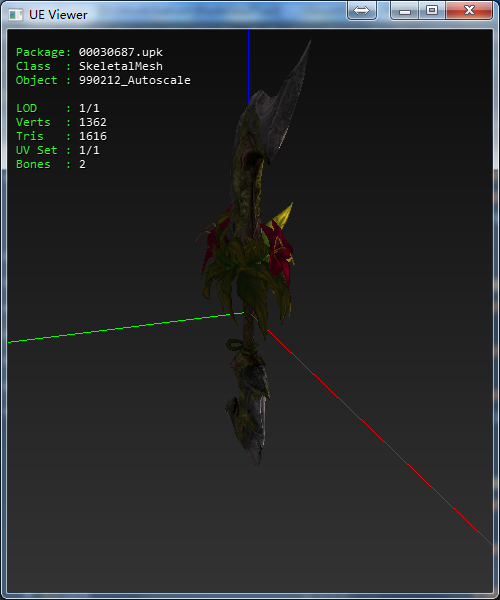 UE Viewer
Package: 00030687.upk
Class : SkeletalMesh
Object : 990212_Autoscale
LOD : 1/1
Verts : 1362
Tris : 1616
UV Set : 1/1
Bones : 2